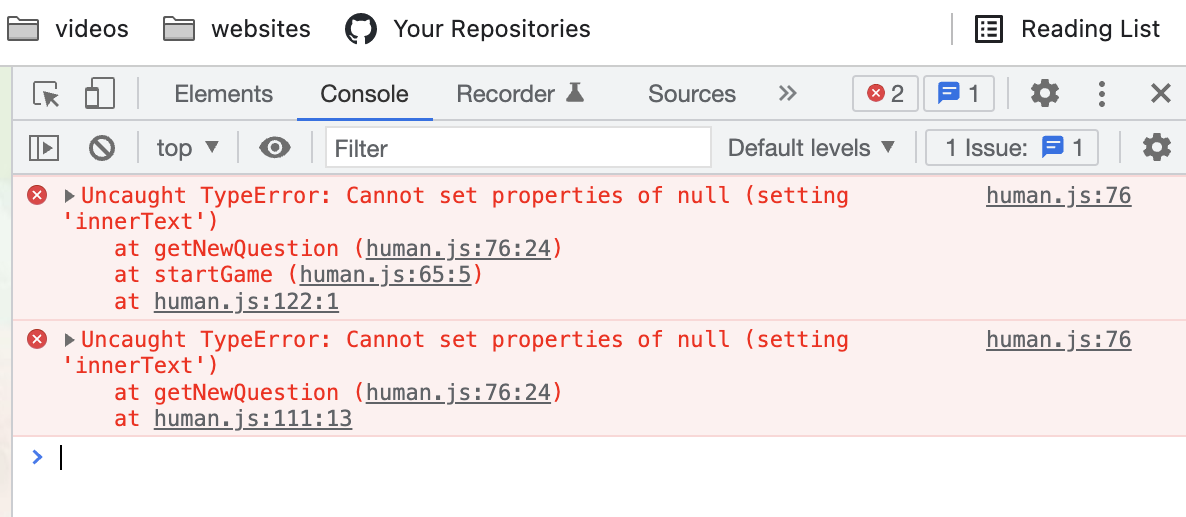 videos websites Your Repositories Reading List
Elements Console Recorder Sources » 2 1
top ▼ Filter Default levels ▼ 1 Issue: 1
▶Uncaught TypeError: Cannot set properties of null (setting human.js:76
'innerText')
at getNewQuestion (human.js:76:24)
at startGame (human.js:65:5)
at human.js:122:1
▶Uncaught TypeError: Cannot set properties of null (setting human.js:76
'innerText')
at getNewQuestion (human.js:76:24)
at human.js:111:13
>